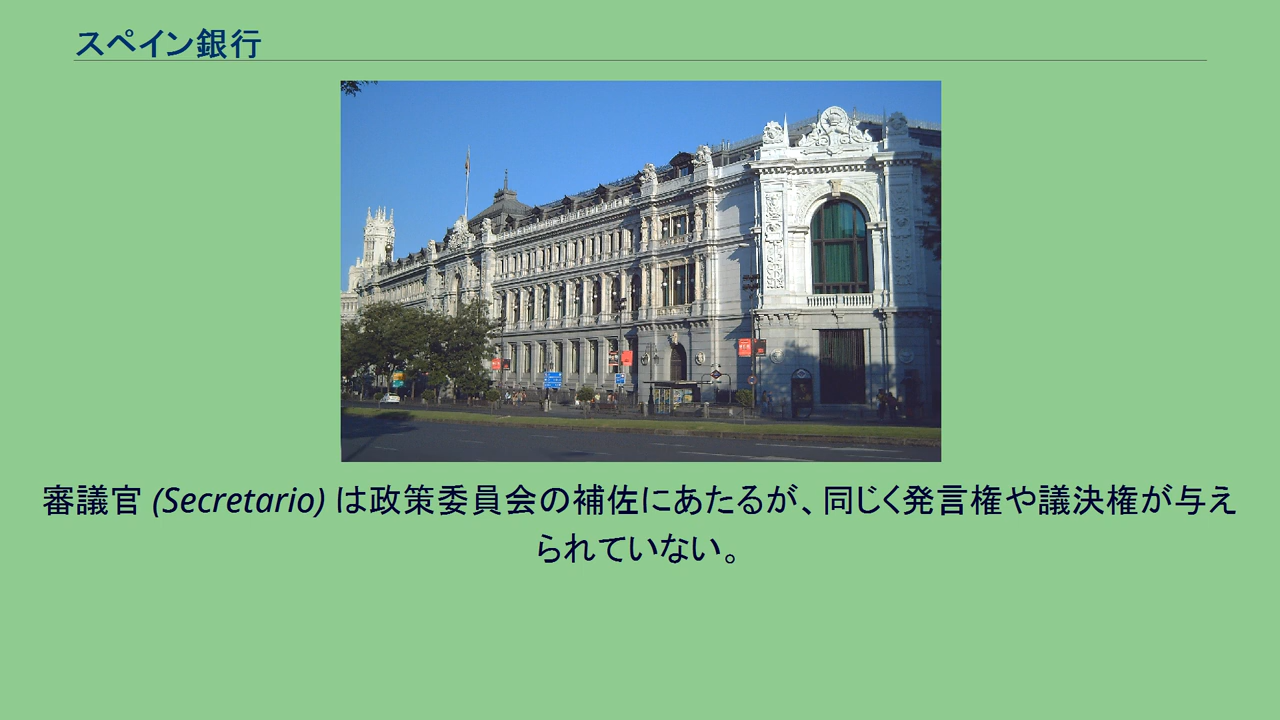 スペイン銀行
審議官 (Secretario) は政策委員会の補佐にあたるが、同じく発言権や議決権が与え
られていない。